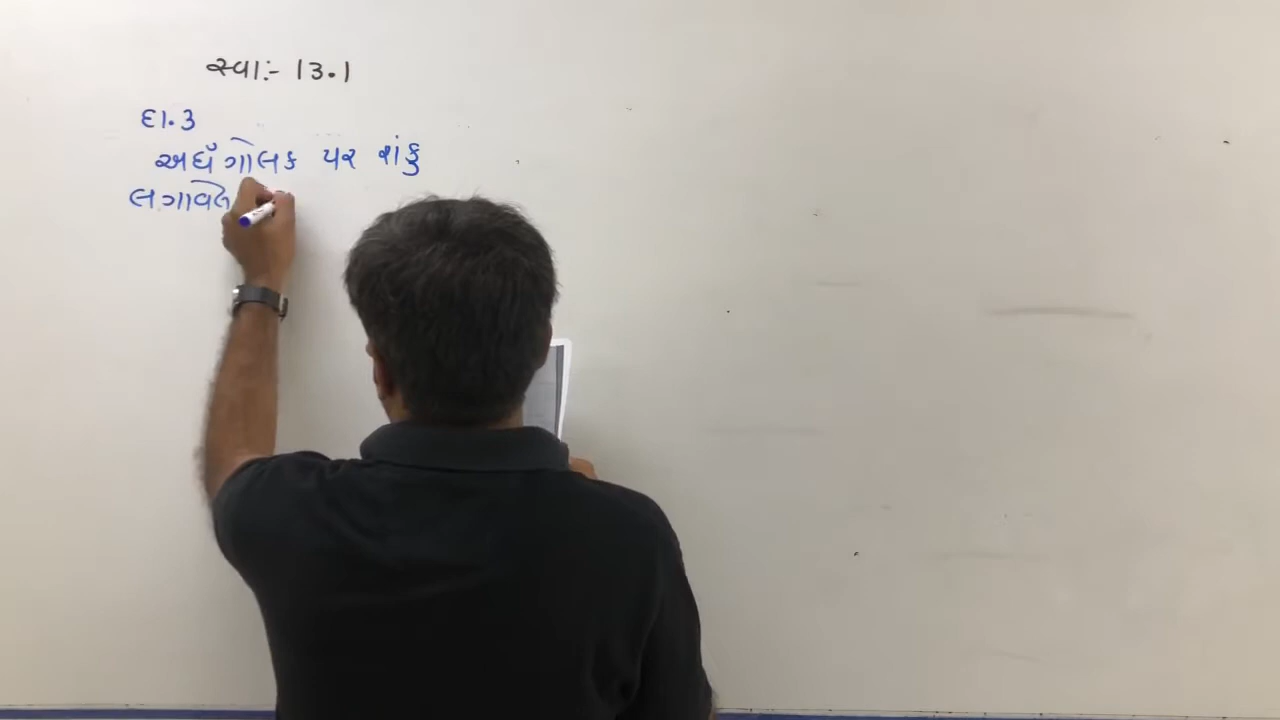 સ્વા:- 13.1
દા.3
અર્ધગોલક પર શંકુ
લગાવેલ